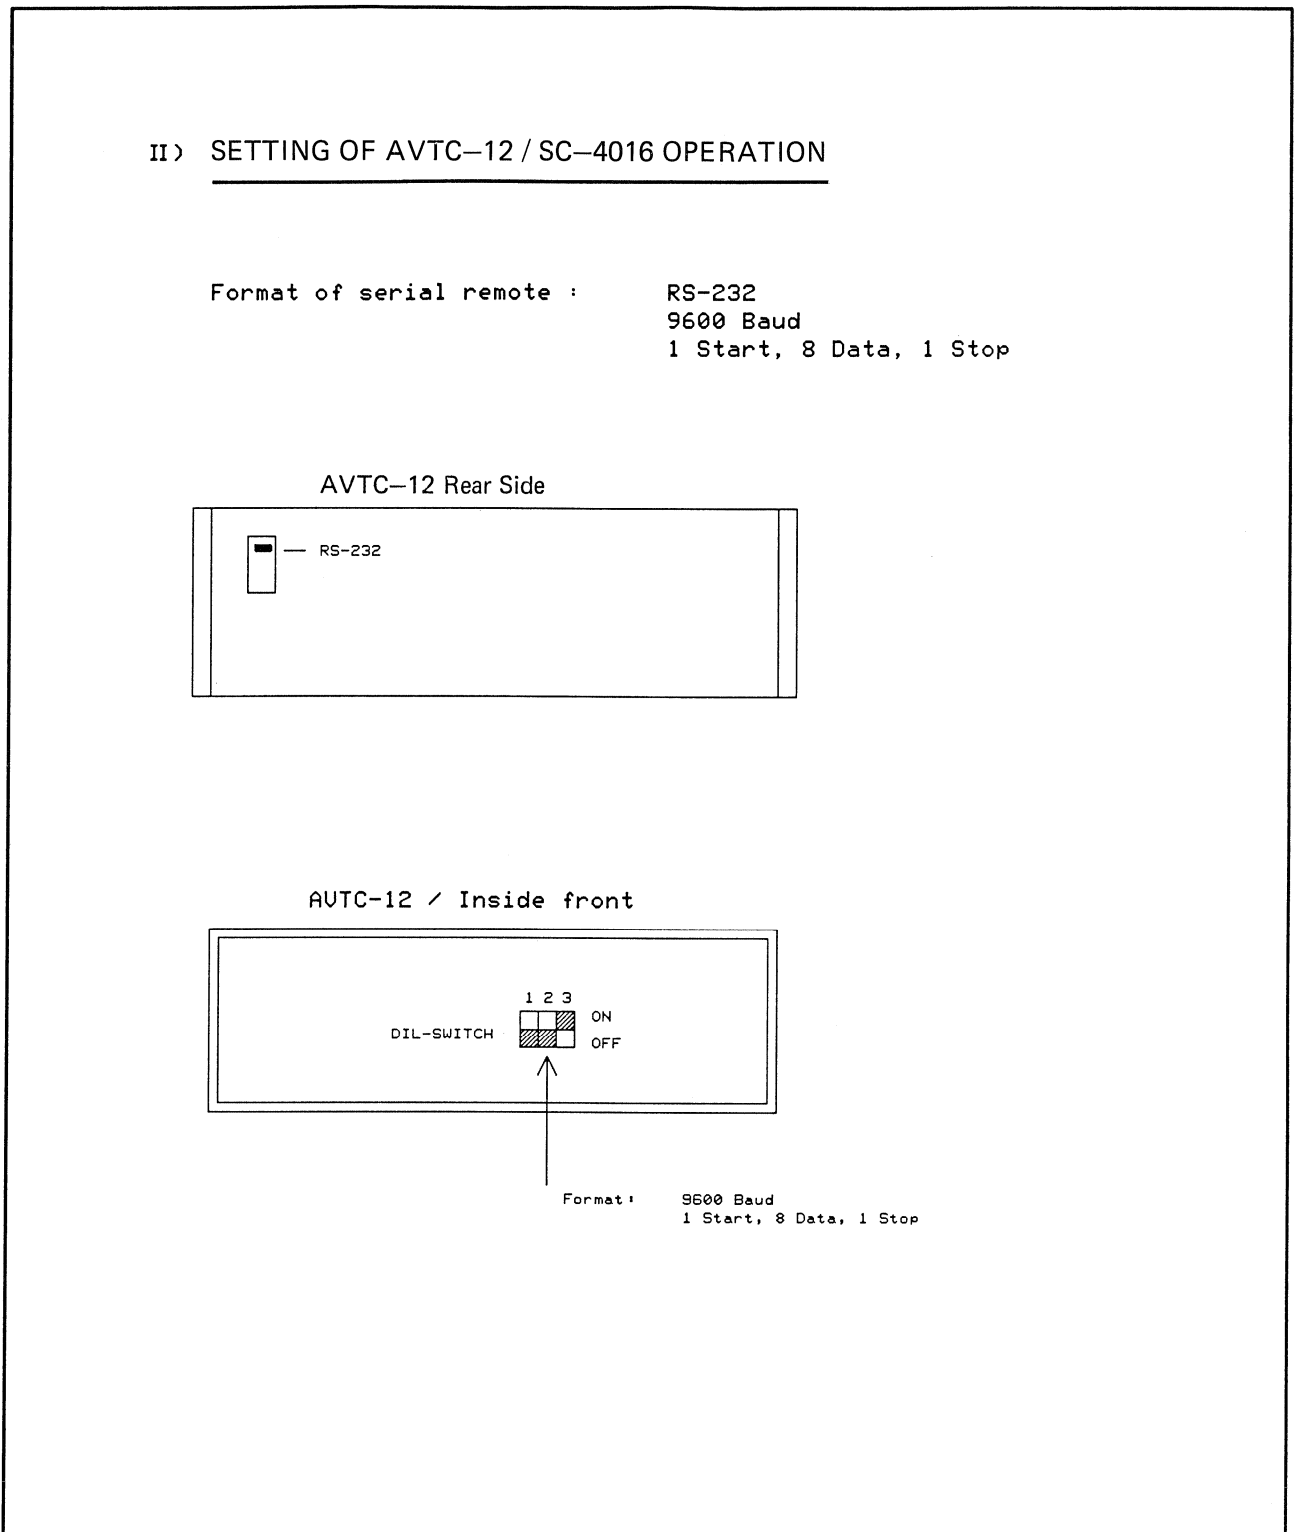 II) SETTING OF AVTC–12 / SC–4016 OPERATION
Format of serial remote : RS-232
9600 Baud
1 Start, 8 Data, 1 Stop
AVTC–12 Rear Side
RS-232
AVTC-12 / Inside front
1 2 3
ON
DIL-SWITCH
OFF
Format: 9600 Baud
1 Start, 8 Data, 1 Stop